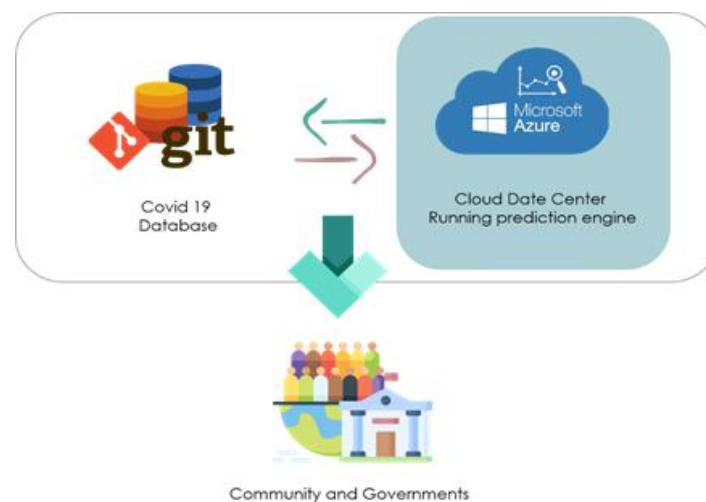 git
Covid 19
Database
Microsoft
Azure
Cloud Date Center
Running prediction engine
Community and Governments